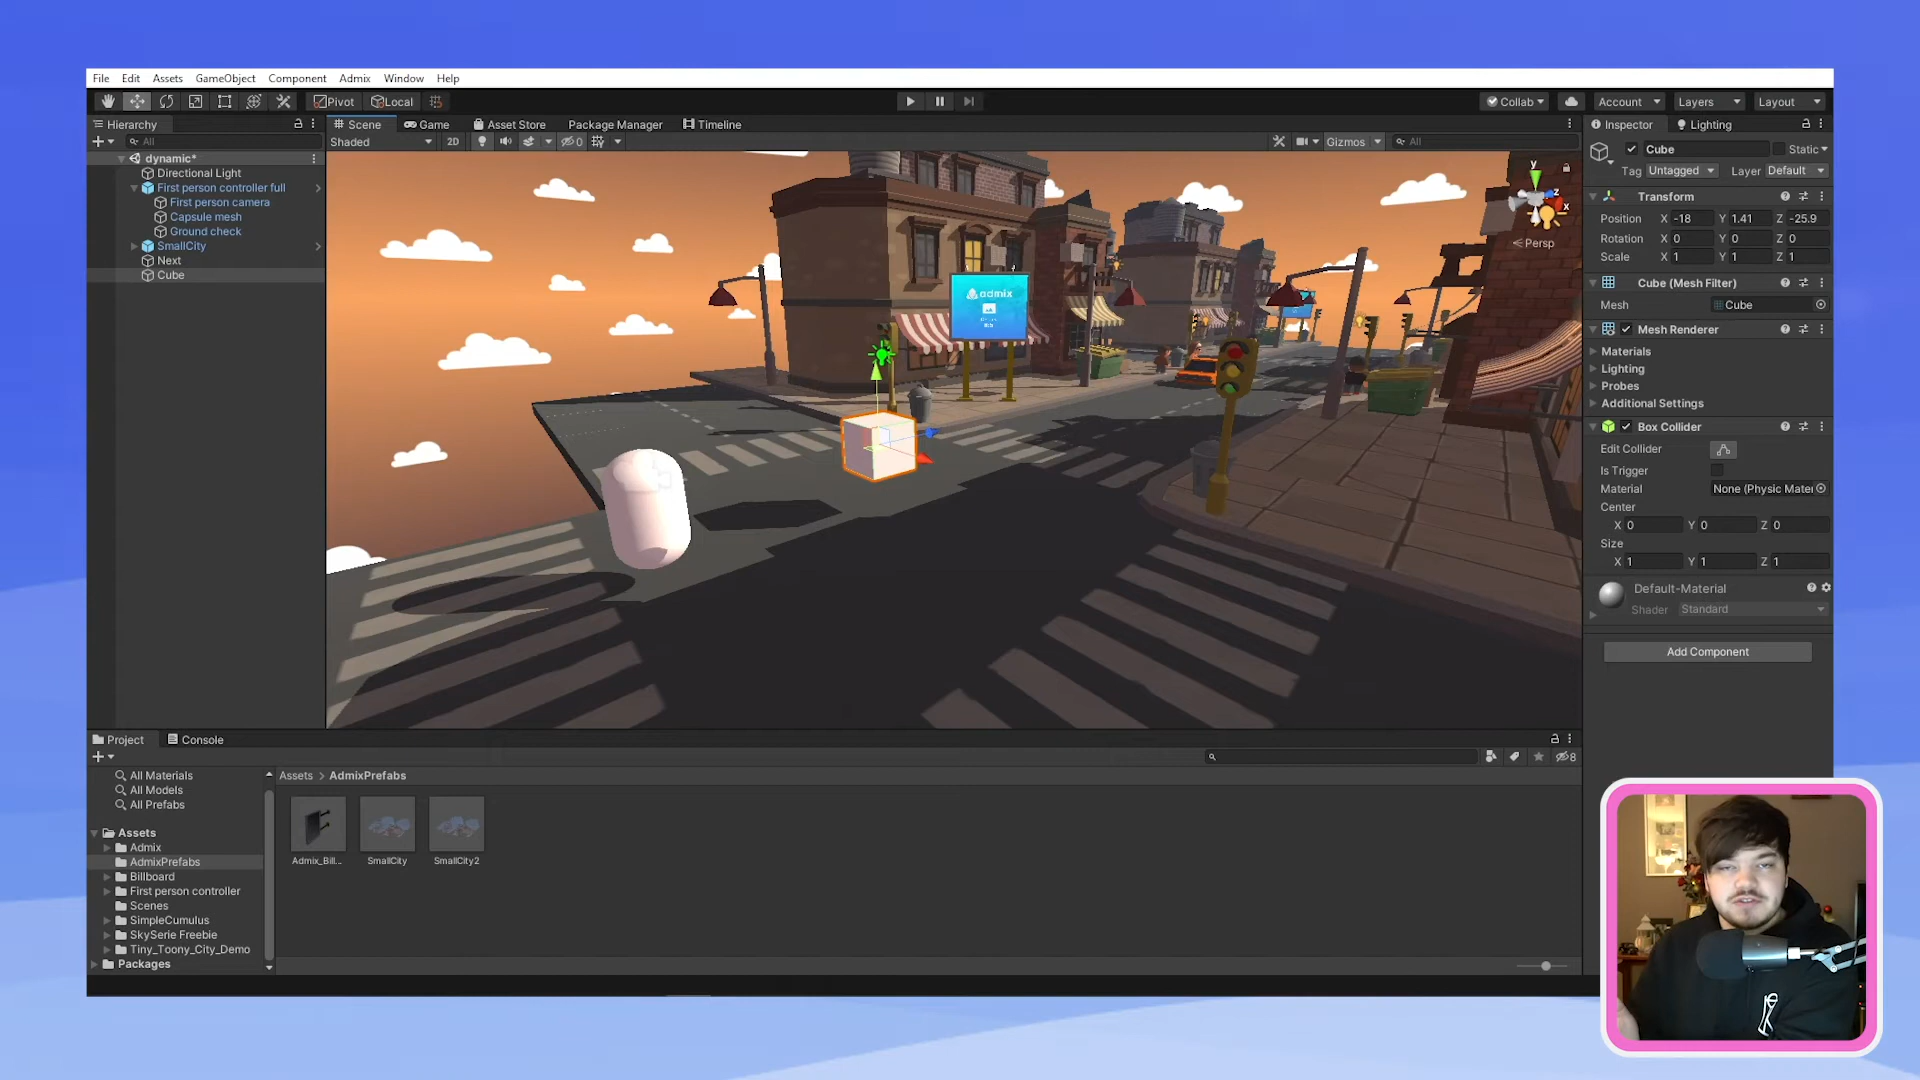 File Edit Assets GameObject Component Admix Window Help
Pivot Local
Collab Account Layers Layout
Hierarchy
All
dynamic*
Directional Light
First person controller full
First person camera
Capsule mesh
Ground check
SmallCity
Next
Cube
Scene Game Asset Store Package Manager Timeline
Shaded 2D 0 Gizmos All
y
z
x
Persp
admix
Inspector Lighting
Cube Static
Tag Untagged Layer Default
Transform
Position X -18 Y 1.41 Z -25.9
Rotation X 0 Y 0 Z 0
Scale X 1 Y 1 Z 1
Cube (Mesh Filter)
Mesh Cube
Mesh Renderer
Materials
Lighting
Probes
Additional Settings
Box Collider
Edit Collider
Is Trigger
Material None (Physic Mater
Center
X 0 Y 0 Z 0
Size
X 1 Y 1 Z 1
Default-Material
Shader Standard
Add Component
Project Console
8
All Materials
All Models
All Prefabs
Assets
Admix
AdmixPrefabs
Billboard
First person controller
Scenes
SimpleCumulus
SkySerie Freebie
Tiny_Toony_City_Demo
Packages
Assets > AdmixPrefabs
Admix_Bill... SmallCity SmallCity2